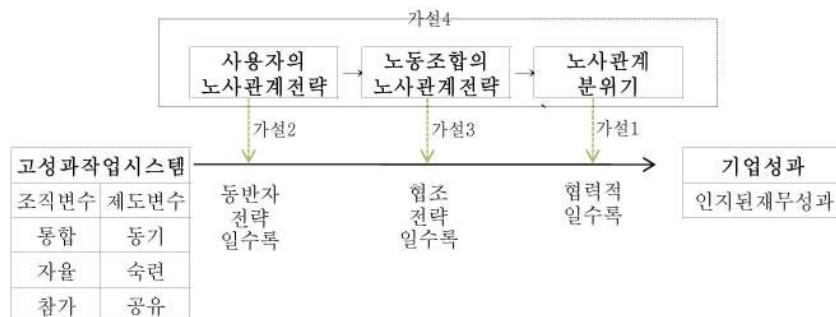 가설4
사용자의
노사관계전략
→
노동조합의
노사관계전략
→
노사관계
분위기
가설2
가설3
가설1
고성과작업시스템
조직변수 제도변수
통합 동기
자율 숙련
참가 공유
동반자
전략
일수록
협조
전략
일수록
협력적
일수록
기업성과
인지된재무성과